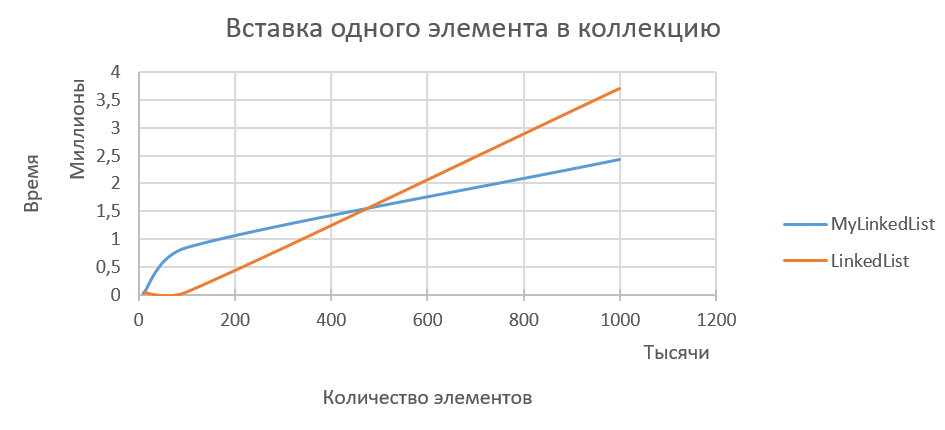 Вставка одного элемента в коллекцию
Время
Миллионы
4
3,5
3
2,5
2
1,5
1
0,5
0
0 200 400 600 800 1000 1200
Тысячи
Количество элементов
MyLinkedList
LinkedList